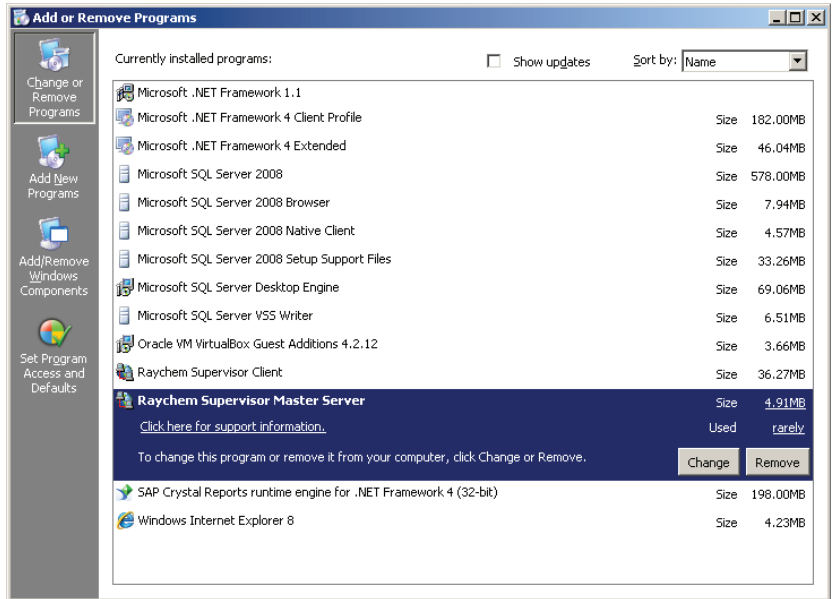 Add or Remove Programs
Change or
Remove
Programs
Add New
Programs
Add/Remove
Windows
Components
Set Program
Access and
Defaults
Currently installed programs:
Show updates
Sort by: Name
Microsoft .NET Framework 1.1
Microsoft .NET Framework 4 Client Profile Size 182.00MB
Microsoft .NET Framework 4 Extended Size 46.04MB
Microsoft SQL Server 2008 Size 578.00MB
Microsoft SQL Server 2008 Browser Size 7.94MB
Microsoft SQL Server 2008 Native Client Size 4.57MB
Microsoft SQL Server 2008 Setup Support Files Size 33.26MB
Microsoft SQL Server Desktop Engine Size 69.06MB
Microsoft SQL Server VSS Writer Size 6.51MB
Oracle VM VirtualBox Guest Additions 4.2.12 Size 3.66MB
Raychem Supervisor Client Size 36.27MB
Raychem Supervisor Master Server Size 4.91MB
Click here for support information. Used rarely
To change this program or remove it from your computer, click Change or Remove. Change Remove
SAP Crystal Reports runtime engine for .NET Framework 4 (32-bit) Size 198.00MB
Windows Internet Explorer 8 Size 4.23MB